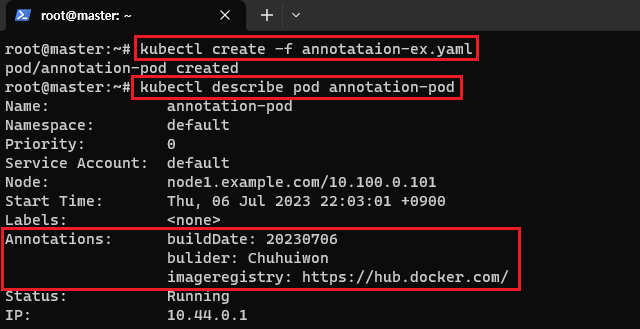 root@master: ~
root@master:~# kubectl create -f annotataion-ex.yaml
pod/annotation-pod created
root@master:~# kubectl describe pod annotation-pod
Name: annotation-pod
Namespace: default
Priority: 0
Service Account: default
Node: node1.example.com/10.100.0.101
Start Time: Thu, 06 Jul 2023 22:03:01 +0900
Labels: <none>
Annotations: buildDate: 20230706
bulider: Chuhuiwon
imageregistry: https://hub.docker.com/
Status: Running
IP: 10.44.0.1